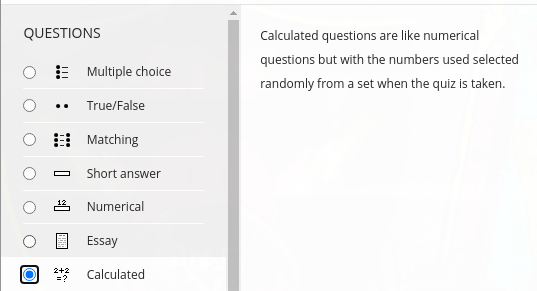 QUESTIONS
Multiple choice
True/False
Matching
Short answer
12
Numerical
Essay
2+2
=?
Calculated
Calculated questions are like numerical
questions but with the numbers used selected
randomly from a set when the quiz is taken.